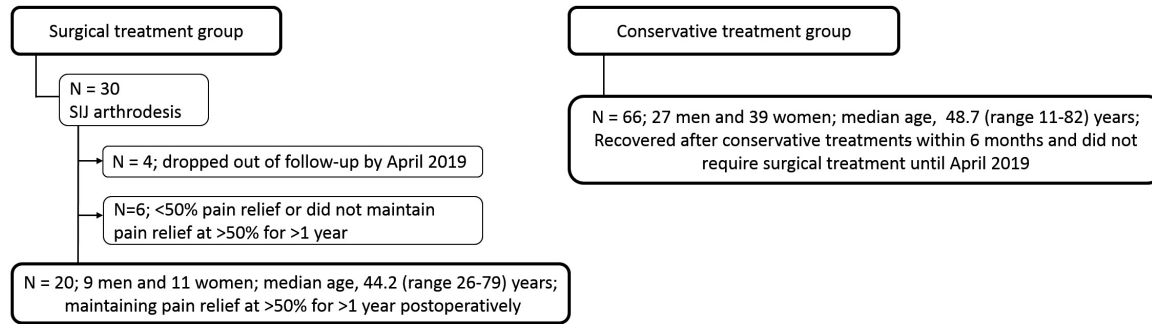 Surgical treatment group
N = 30
SIJ arthrodesis
N = 4; dropped out of follow-up by April 2019
N=6; <50% pain relief or did not maintain
pain relief at >50% for >1 year
N = 20; 9 men and 11 women; median age, 44.2 (range 26-79) years;
maintaining pain relief at >50% for >1 year postoperatively
Conservative treatment group
N = 66; 27 men and 39 women; median age, 48.7 (range 11-82) years;
Recovered after conservative treatments within 6 months and did not
require surgical treatment until April 2019